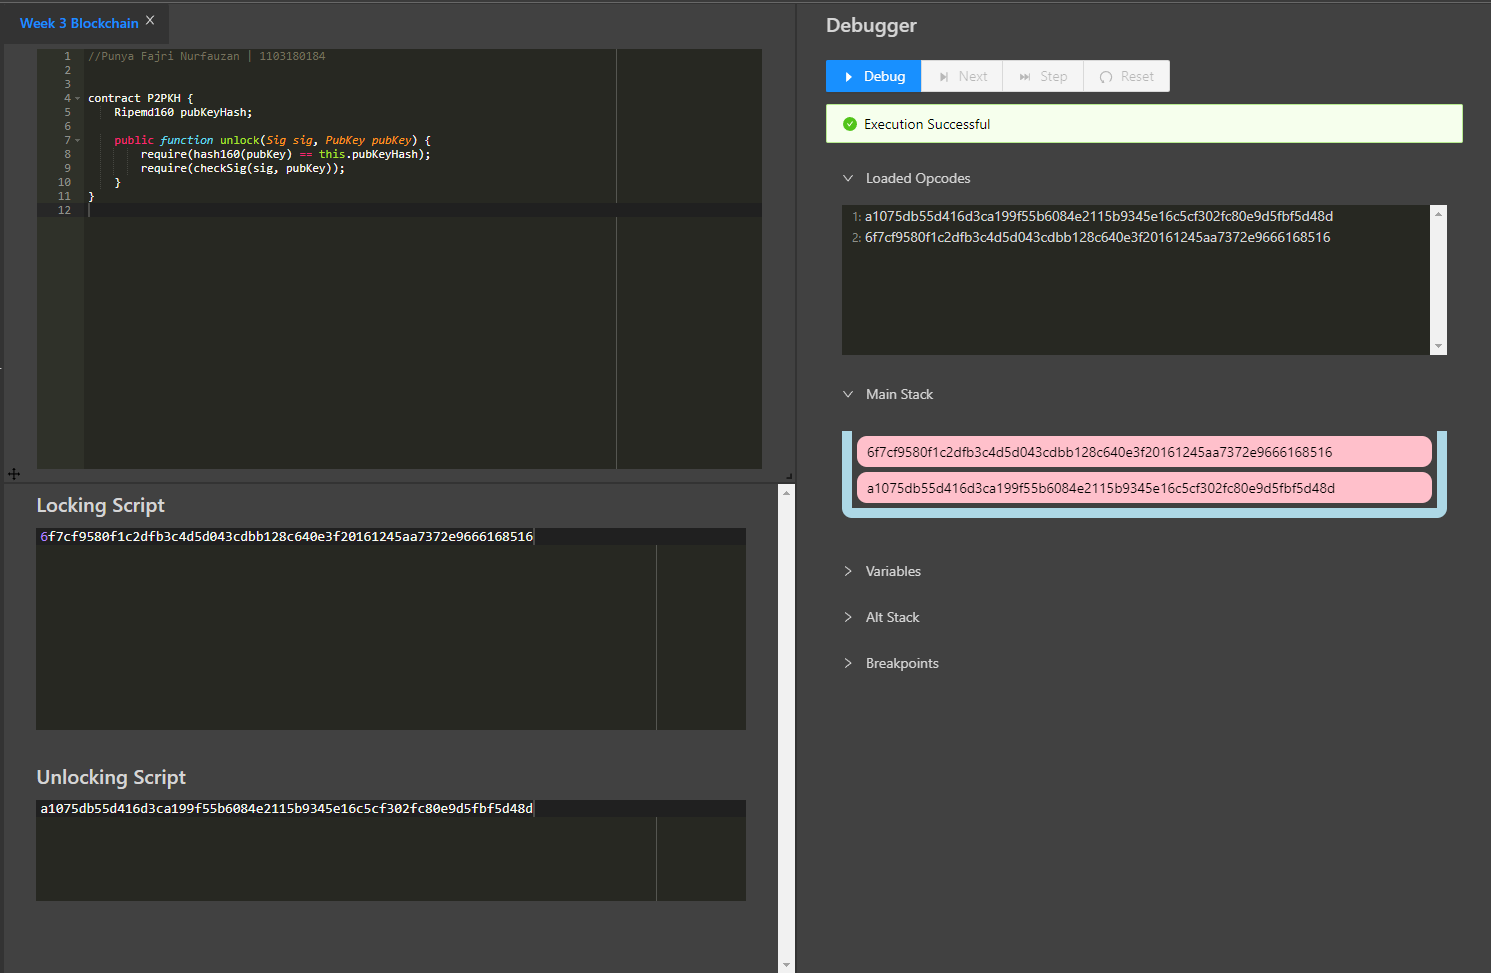 Week 3 Blockchain
1 //Punya Fajri Nurfauzan | 1103180184
2
3
4 contract P2PKH {
5 Ripemd160 pubKeyHash;
6
7 public function unlock(Sig sig, PubKey pubKey) {
8 require(hash160(pubKey) == this.pubKeyHash);
9 require(checkSig(sig, pubKey));
10 }
11 }
12
Locking Script
6f7cf9580f1c2dfb3c4d5d043cdbb128c640e3f20161245aa7372e9666168516
Unlocking Script
a1075db55d416d3ca199f55b6084e2115b9345e16c5cf302fc80e9d5fbf5d48d
Debugger
Debug Next Step Reset
Execution Successful
Loaded Opcodes
1: a1075db55d416d3ca199f55b6084e2115b9345e16c5cf302fc80e9d5fbf5d48d
2: 6f7cf9580f1c2dfb3c4d5d043cdbb128c640e3f20161245aa7372e9666168516
Main Stack
6f7cf9580f1c2dfb3c4d5d043cdbb128c640e3f20161245aa7372e9666168516
a1075db55d416d3ca199f55b6084e2115b9345e16c5cf302fc80e9d5fbf5d48d
Variables
Alt Stack
Breakpoints